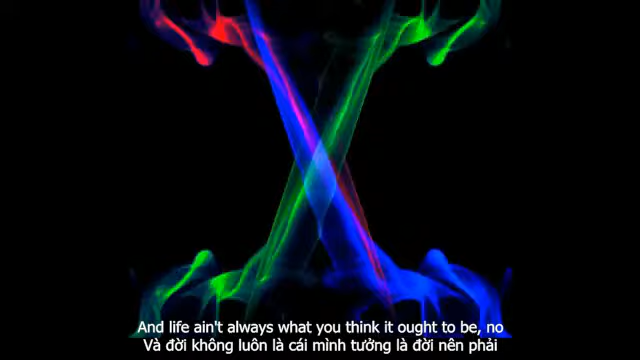 And life ain't always what you think it ought to be, no
Và đời không luôn là cái mình tưởng là đời nên phải